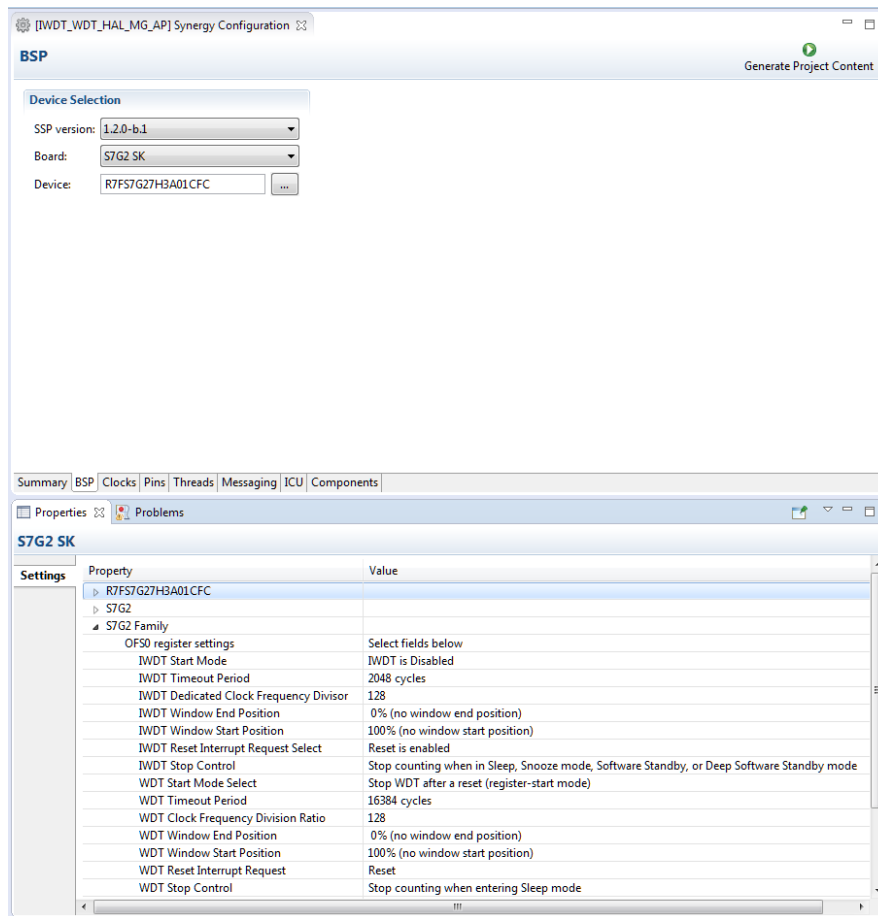 [IWDT_WDT_HAL_MG_AP] Synergy Configuration
BSP
Generate Project Content
Device Selection
SSP version: 1.2.0-b.1
Board: S7G2 SK
Device: R7FS7G27H3A01CFC ...
Summary BSP Clocks Pins Threads Messaging ICU Components
Properties Problems
S7G2 SK
Settings Property Value
R7FS7G27H3A01CFC
S7G2
S7G2 Family
OFS0 register settings Select fields below
IWDT Start Mode IWDT is Disabled
IWDT Timeout Period 2048 cycles
IWDT Dedicated Clock Frequency Divisor 128
IWDT Window End Position 0% (no window end position)
IWDT Window Start Position 100% (no window start position)
IWDT Reset Interrupt Request Select Reset is enabled
IWDT Stop Control Stop counting when in Sleep, Snooze mode, Software Standby, or Deep Software Standby mode
WDT Start Mode Select Stop WDT after a reset (register-start mode)
WDT Timeout Period 16384 cycles
WDT Clock Frequency Division Ratio 128
WDT Window End Position 0% (no window end position)
WDT Window Start Position 100% (no window start position)
WDT Reset Interrupt Request Reset
WDT Stop Control Stop counting when entering Sleep mode